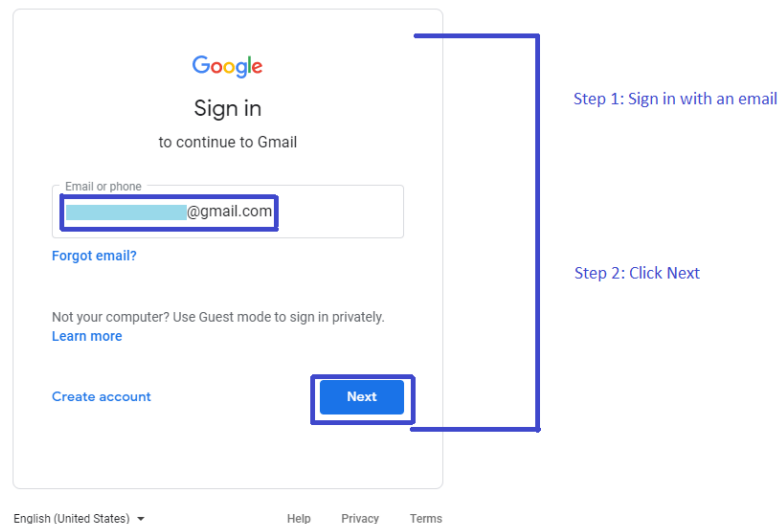 Google
Sign in
to continue to Gmail
Step 1: Sign in with an email
Email or phone
@gmail.com
Forgot email?
Step 2: Click Next
Not your computer? Use Guest mode to sign in privately.
Learn more
Create account
Next
English (United States)
Help
Privacy
Terms